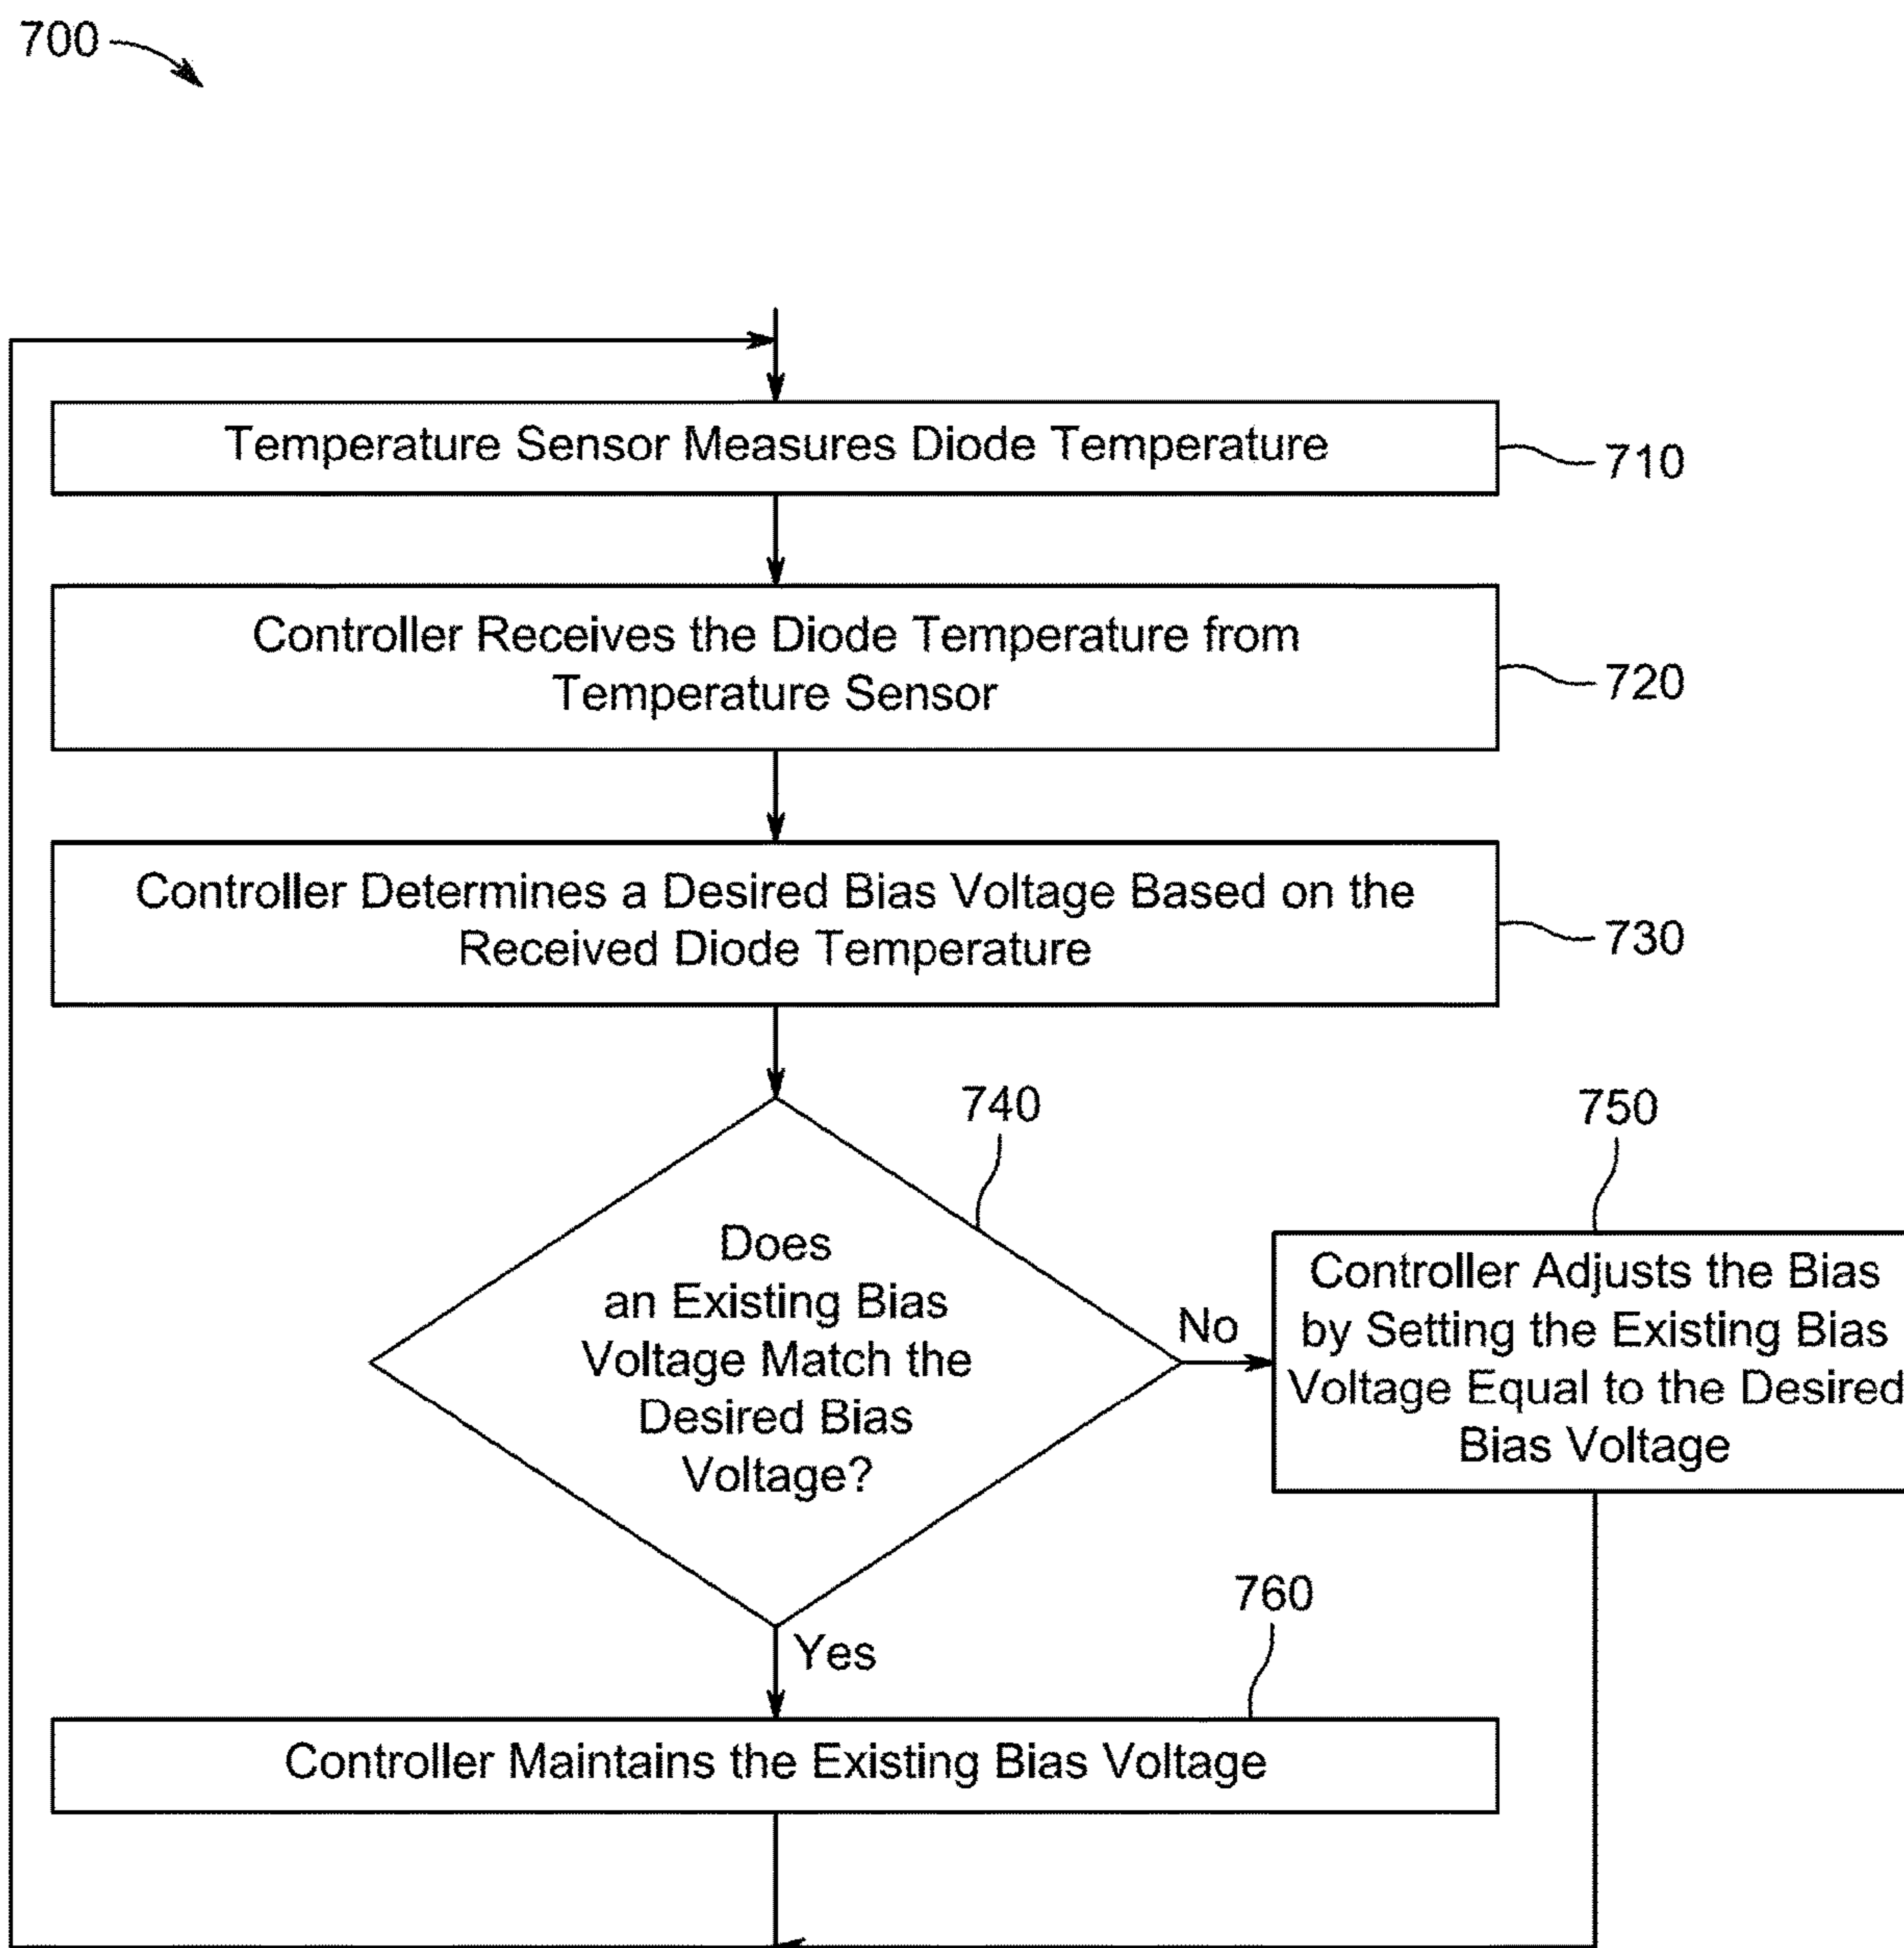 700
Temperature Sensor Measures Diode Temperature
710
Controller Receives the Diode Temperature from
Temperature Sensor
720
Controller Determines a Desired Bias Voltage Based on the
Received Diode Temperature
730
740
Does
an Existing Bias
Voltage Match the
Desired Bias
Voltage?
No
750
Controller Adjusts the Bias
by Setting the Existing Bias
Voltage Equal to the Desired
Bias Voltage
Yes
760
Controller Maintains the Existing Bias Voltage